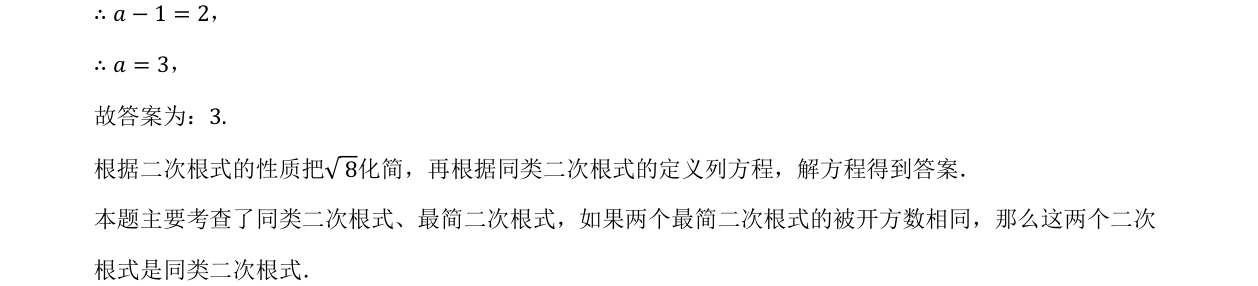 ∴ a − 1 = 2，
∴ a = 3，
故答案为：3.
根据二次根式的性质把√8化简，再根据同类二次根式的定义列方程，解方程得到答案．
本题主要考查了同类二次根式、最简二次根式，如果两个最简二次根式的被开方数相同，那么这两个二次
根式是同类二次根式．